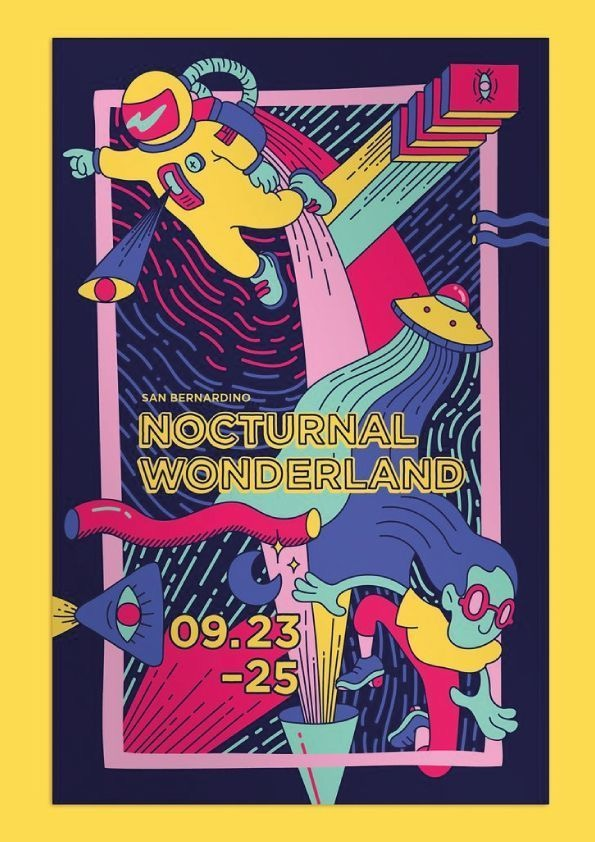 SAN BERNARDINO
NOCTURNAL
WONDERLAND
09.23
-25